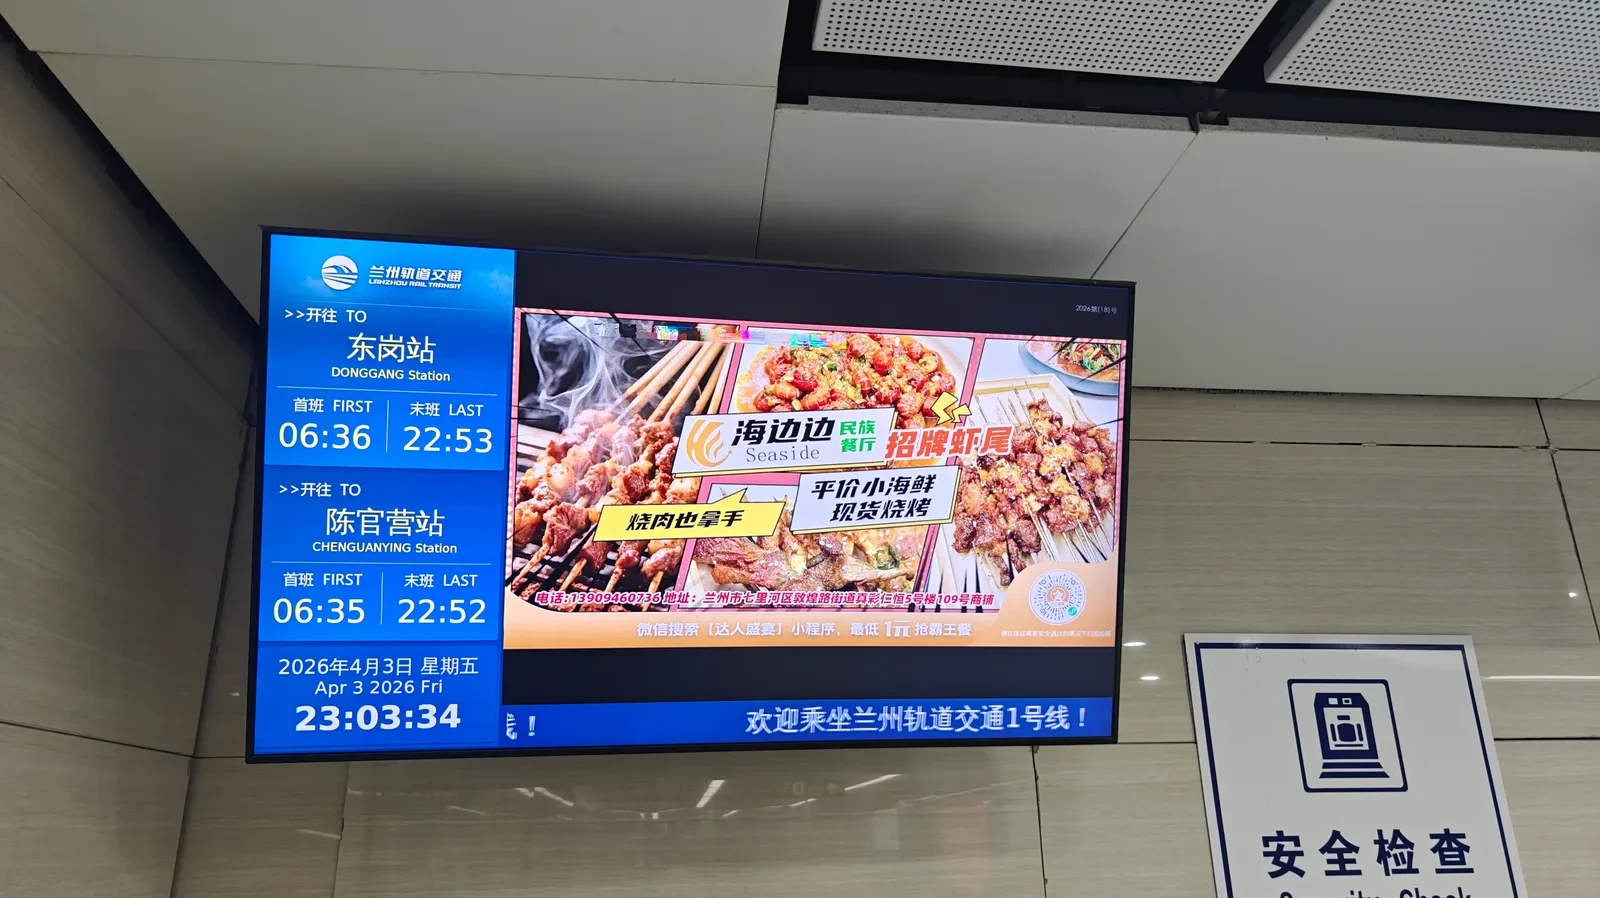 兰州轨道交通
LANZHOU RAIL TRANSIT
>>开往 TO
东岗站
DONGGANG Station
首班 FIRST
末班 LAST
06:36
22:53
>>开往 TO
陈官营站
CHENGUANYING Station
首班 FIRST
末班 LAST
06:35
22:52
2026年4月3日 星期五
Apr 3 2026 Fri
23:03:34
海边边
Seaside
民族
餐厅
招牌虾尾
平价小海鲜
现货烧烤
烧肉也拿手
电话:13909460736 地址：兰州市七里河区敦煌路街道真彩仁恒5号楼109号商铺
微信搜索【达人盛宴】小程序，最低1元抢霸王餐
！ 欢迎乘坐兰州轨道交通1号线！
安全检查
Security Check